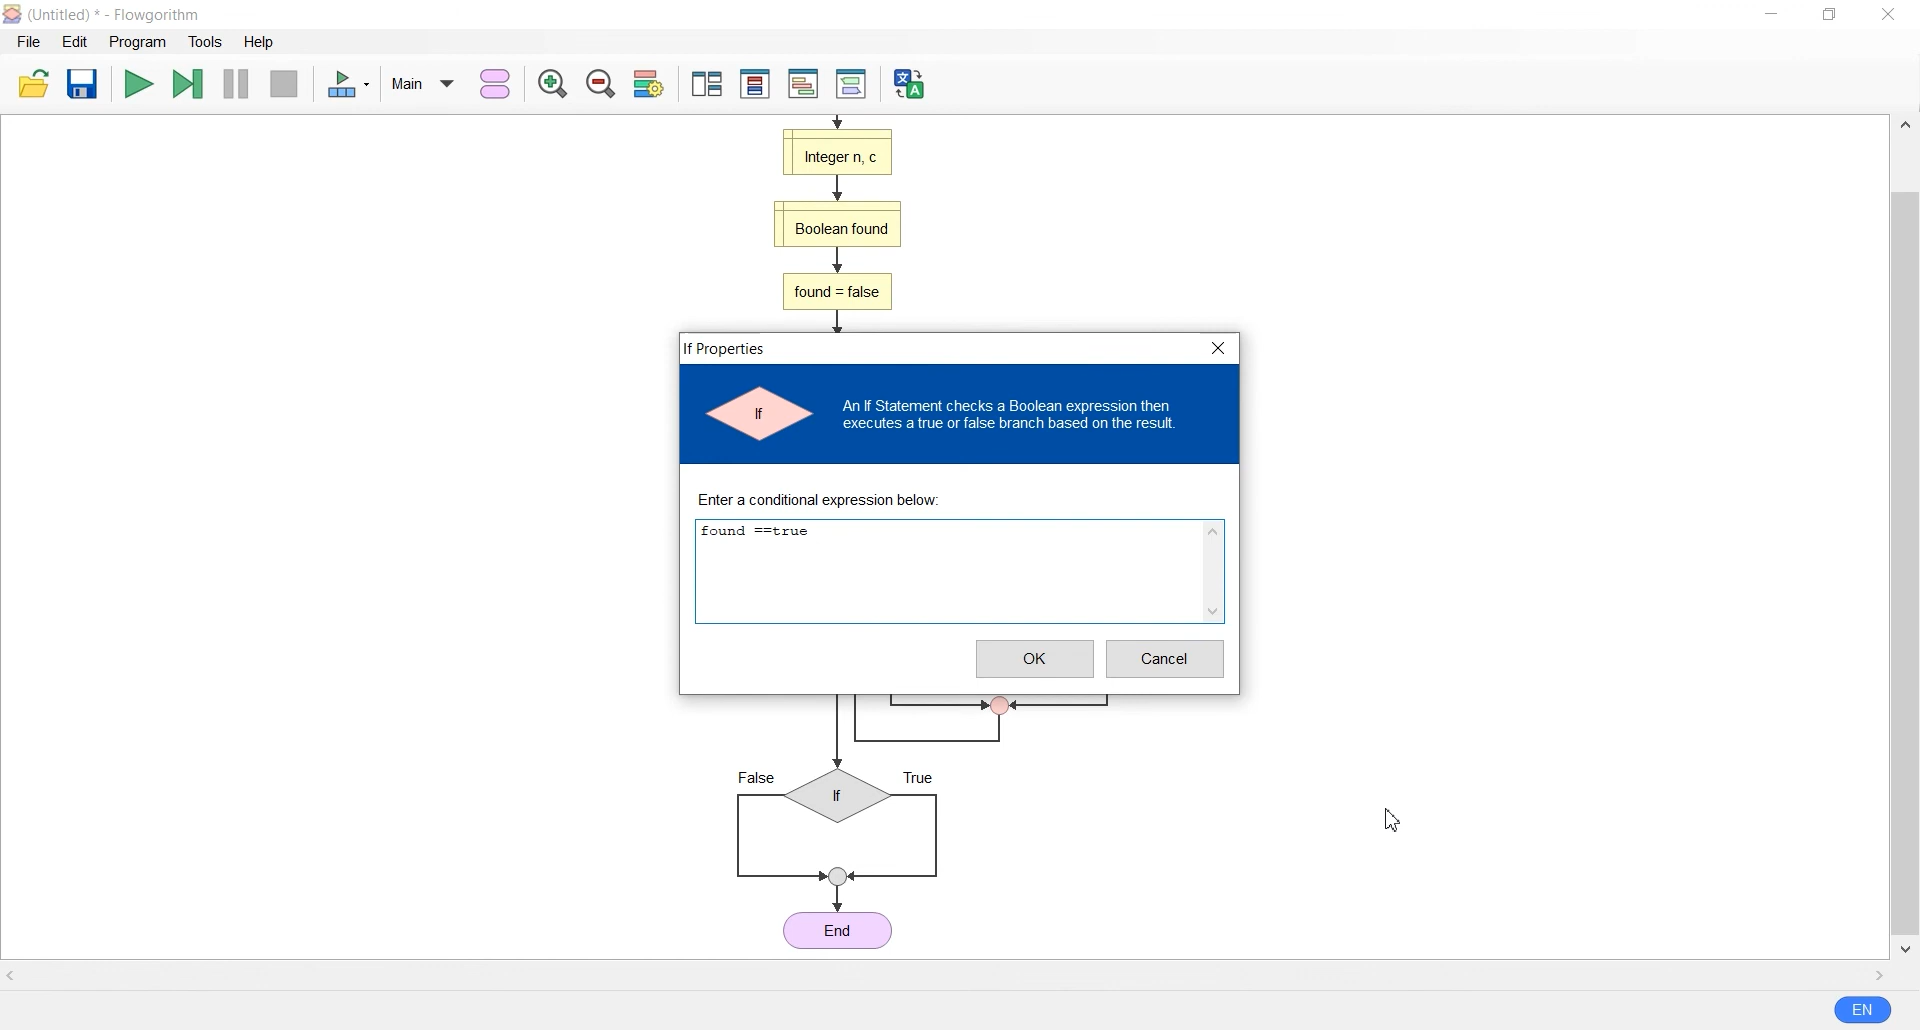 (Untitled) * - Flowgorithm
File Edit Program Tools Help
Main
Integer n, c
Boolean found
found = false
If Properties
If
An If Statement checks a Boolean expression then
executes a true or false branch based on the result.
Enter a conditional expression below:
found ==true
OK Cancel
False True
If
End
EN